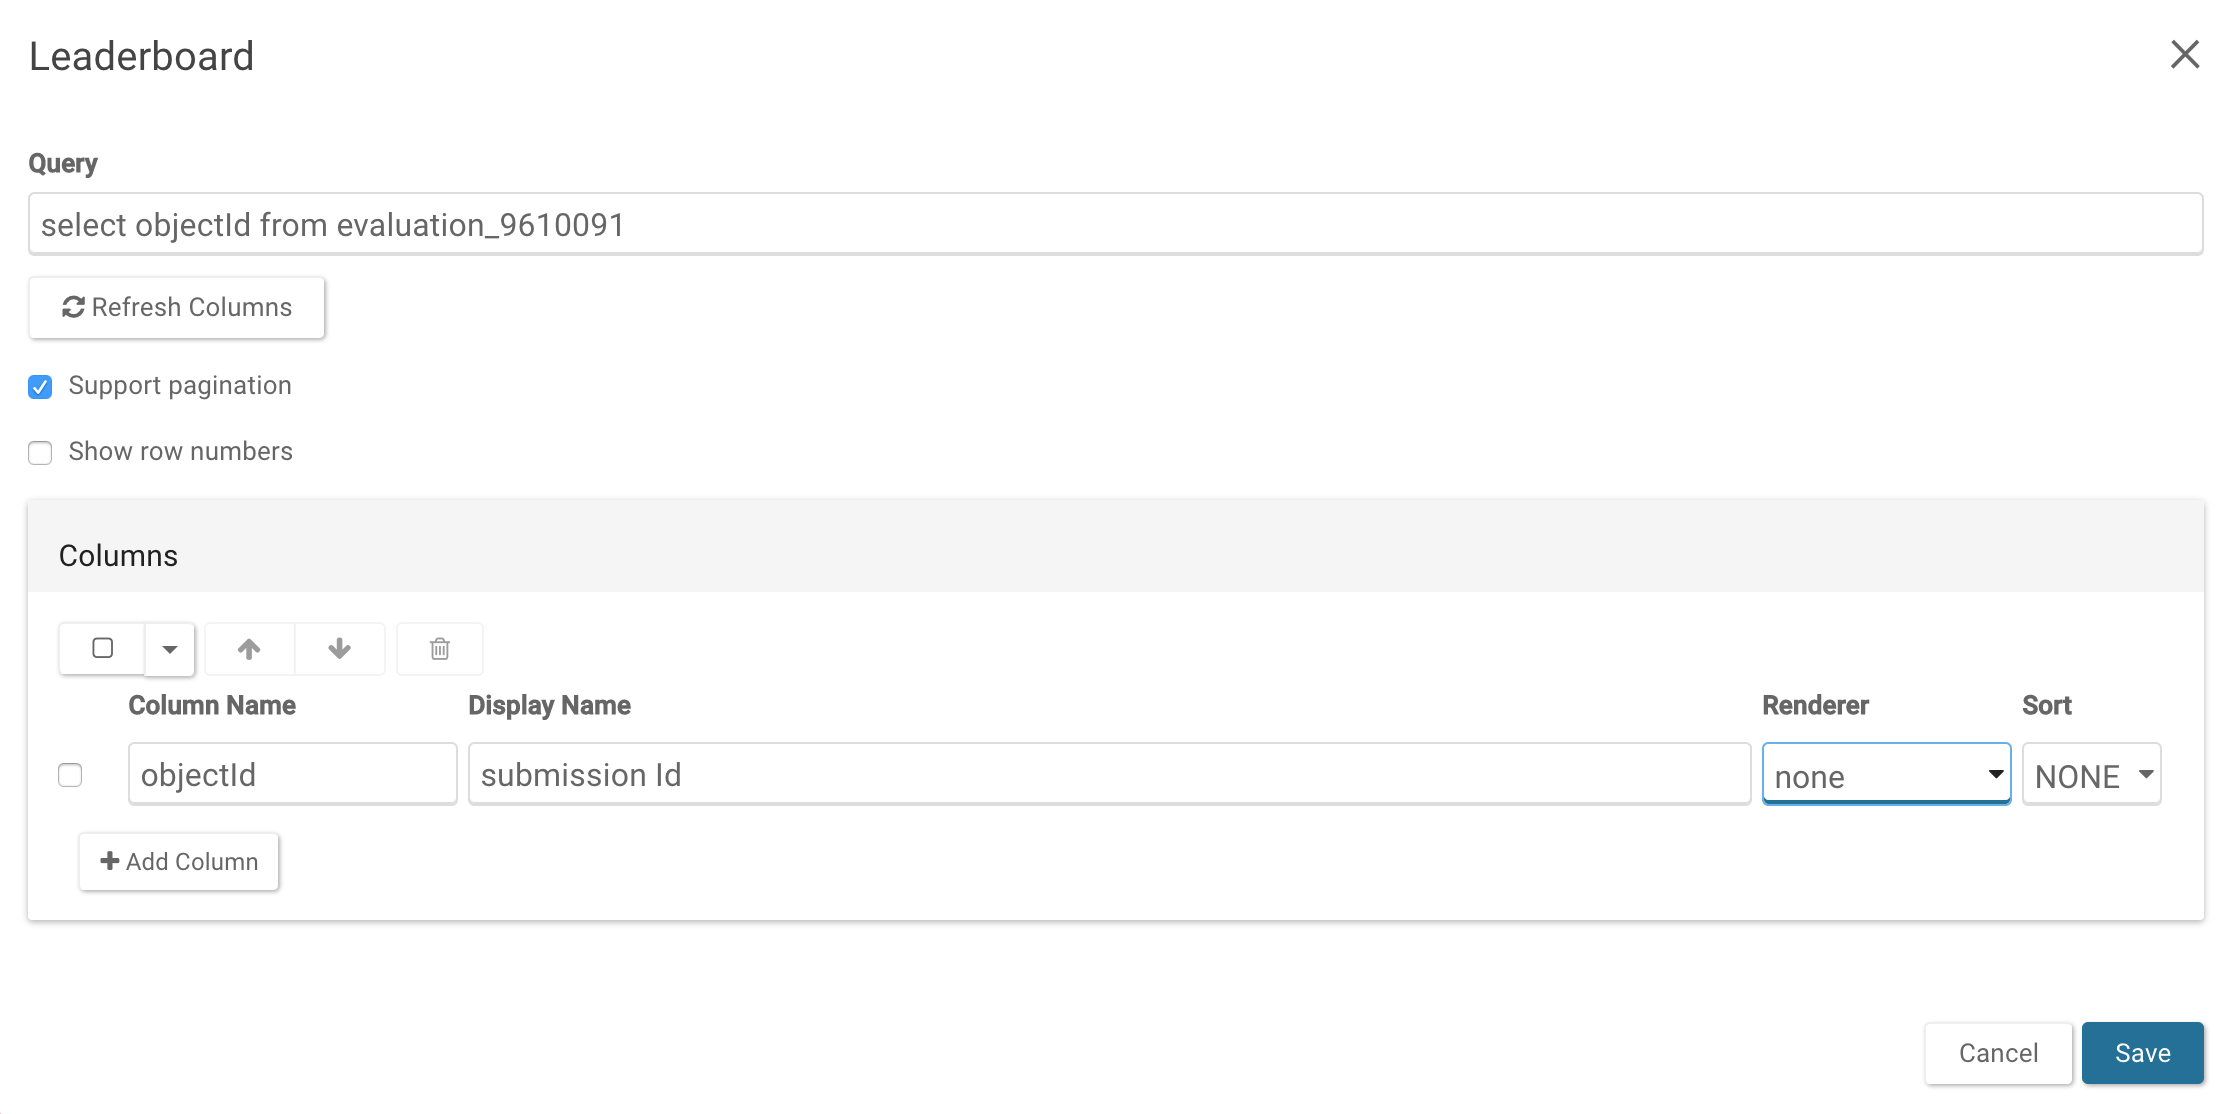 Leaderboard
Query
select objectId from evaluation_9610091
Refresh Columns
Support pagination
Show row numbers
Columns
Column Name Display Name Renderer Sort
objectId submission Id none NONE
Add Column
Cancel Save